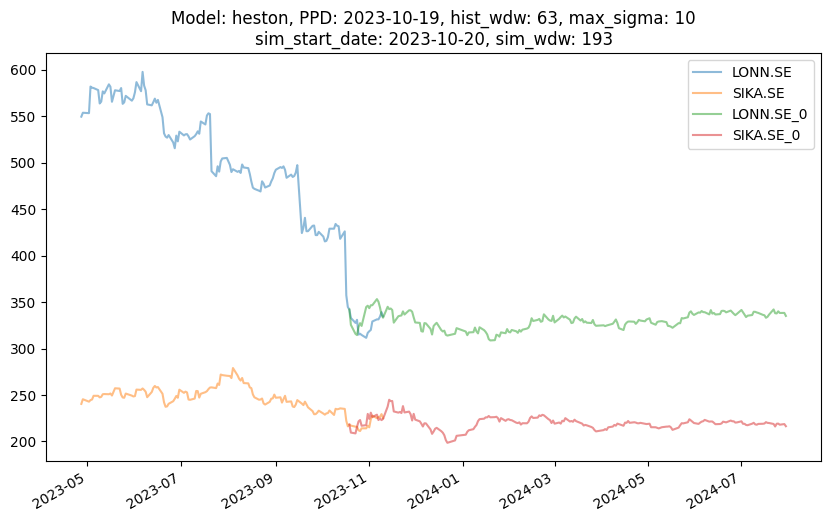 Model: heston, PPD: 2023-10-19, hist_wdw: 63, max_sigma: 10
sim_start_date: 2023-10-20, sim_wdw: 193
LONN.SE
SIKA.SE
LONN.SE_0
SIKA.SE_0
600
550
500
450
400
350
300
250
200
2023-05
2023-07
2023-09
2023-11
2024-01
2024-03
2024-05
2024-07